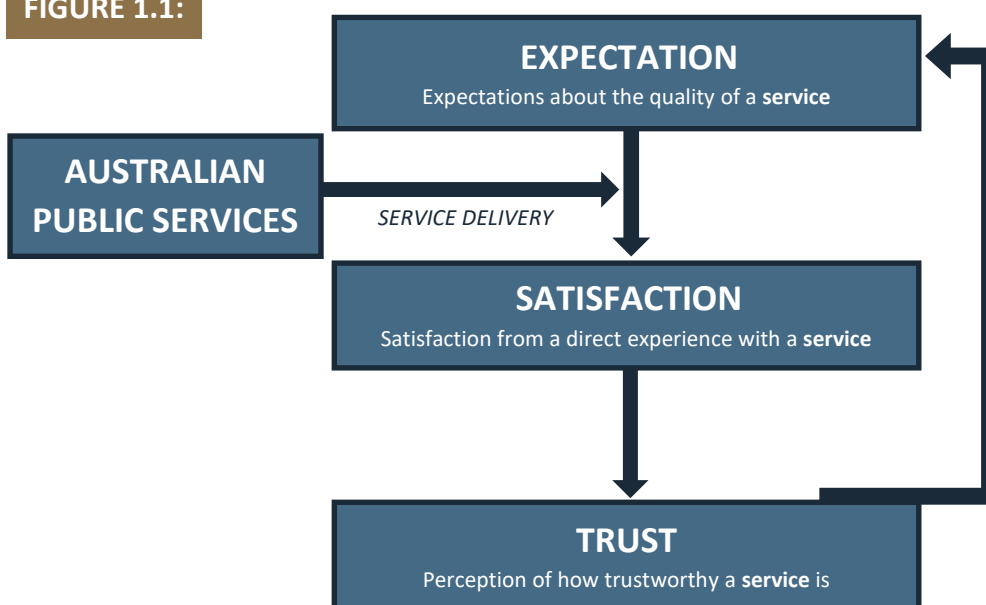 FIGURE 1.1:
EXPECTATION
Expectations about the quality of a service
AUSTRALIAN
PUBLIC SERVICES
SERVICE DELIVERY
SATISFACTION
Satisfaction from a direct experience with a service
TRUST
Perception of how trustworthy a service is